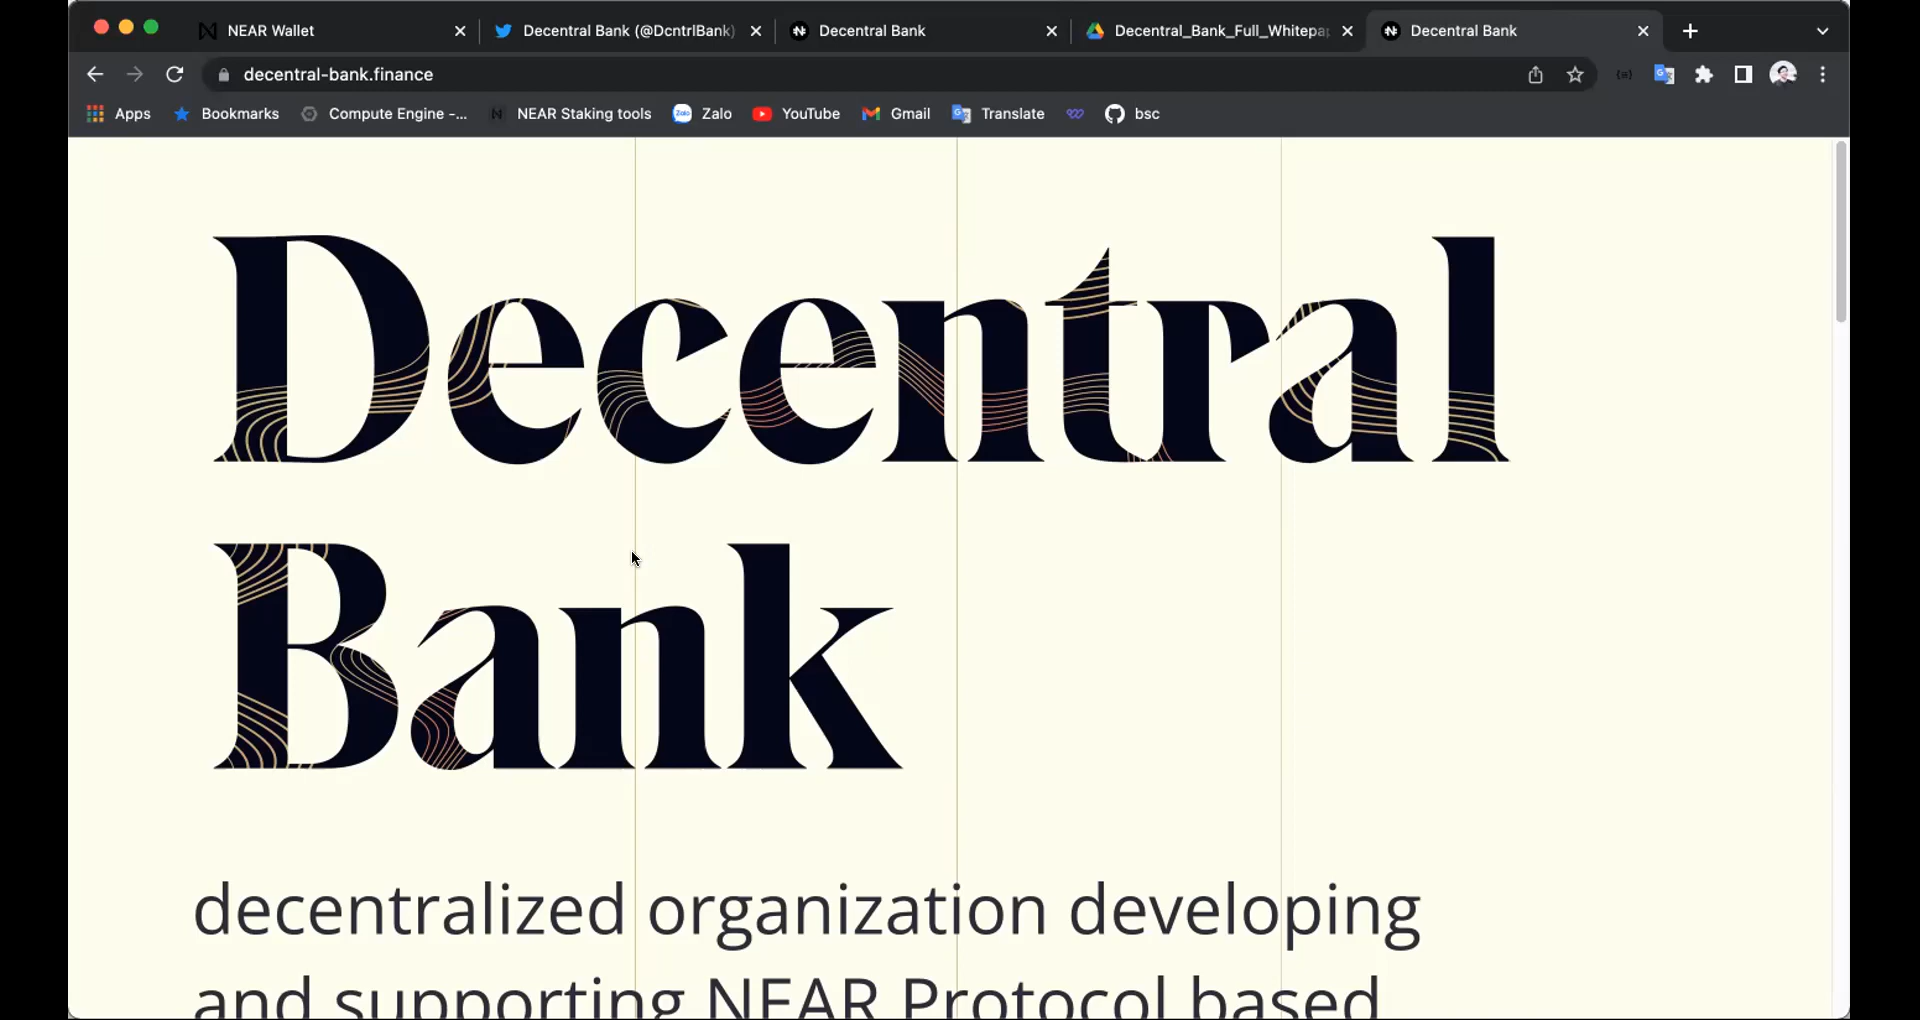 NEAR Wallet
Decentral Bank (@DcntrlBank)
Decentral Bank
Decentral_Bank_Full_Whitepa
Decentral Bank
decentral-bank.finance
Apps
Bookmarks
Compute Engine -...
NEAR Staking tools
Zalo
YouTube
Gmail
Translate
bsc
Decentral
Bank
decentralized organization developing
and supporting NEAR Protocol based